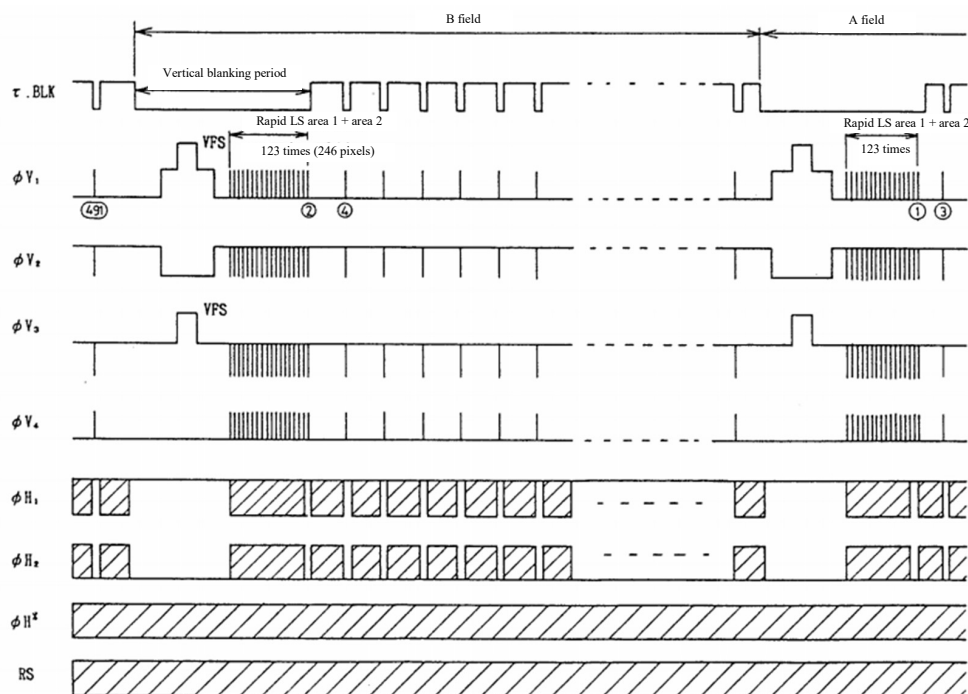 B field
A field
Vertical blanking period
τ .BLK
Rapid LS area 1 + area 2
Rapid LS area 1 + area 2
VFS
123 times (246 pixels)
123 times
φV₁
491
2
4
1
3
φV₂
VFS
φV₃
φV₄
φH₁
φH₂
φH*
RS